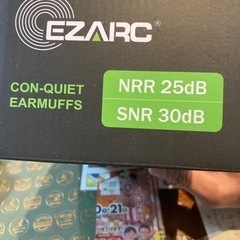 EZARC®
CON-QUIET
EARMUFFS
NRR 25dB
SNR 30dB